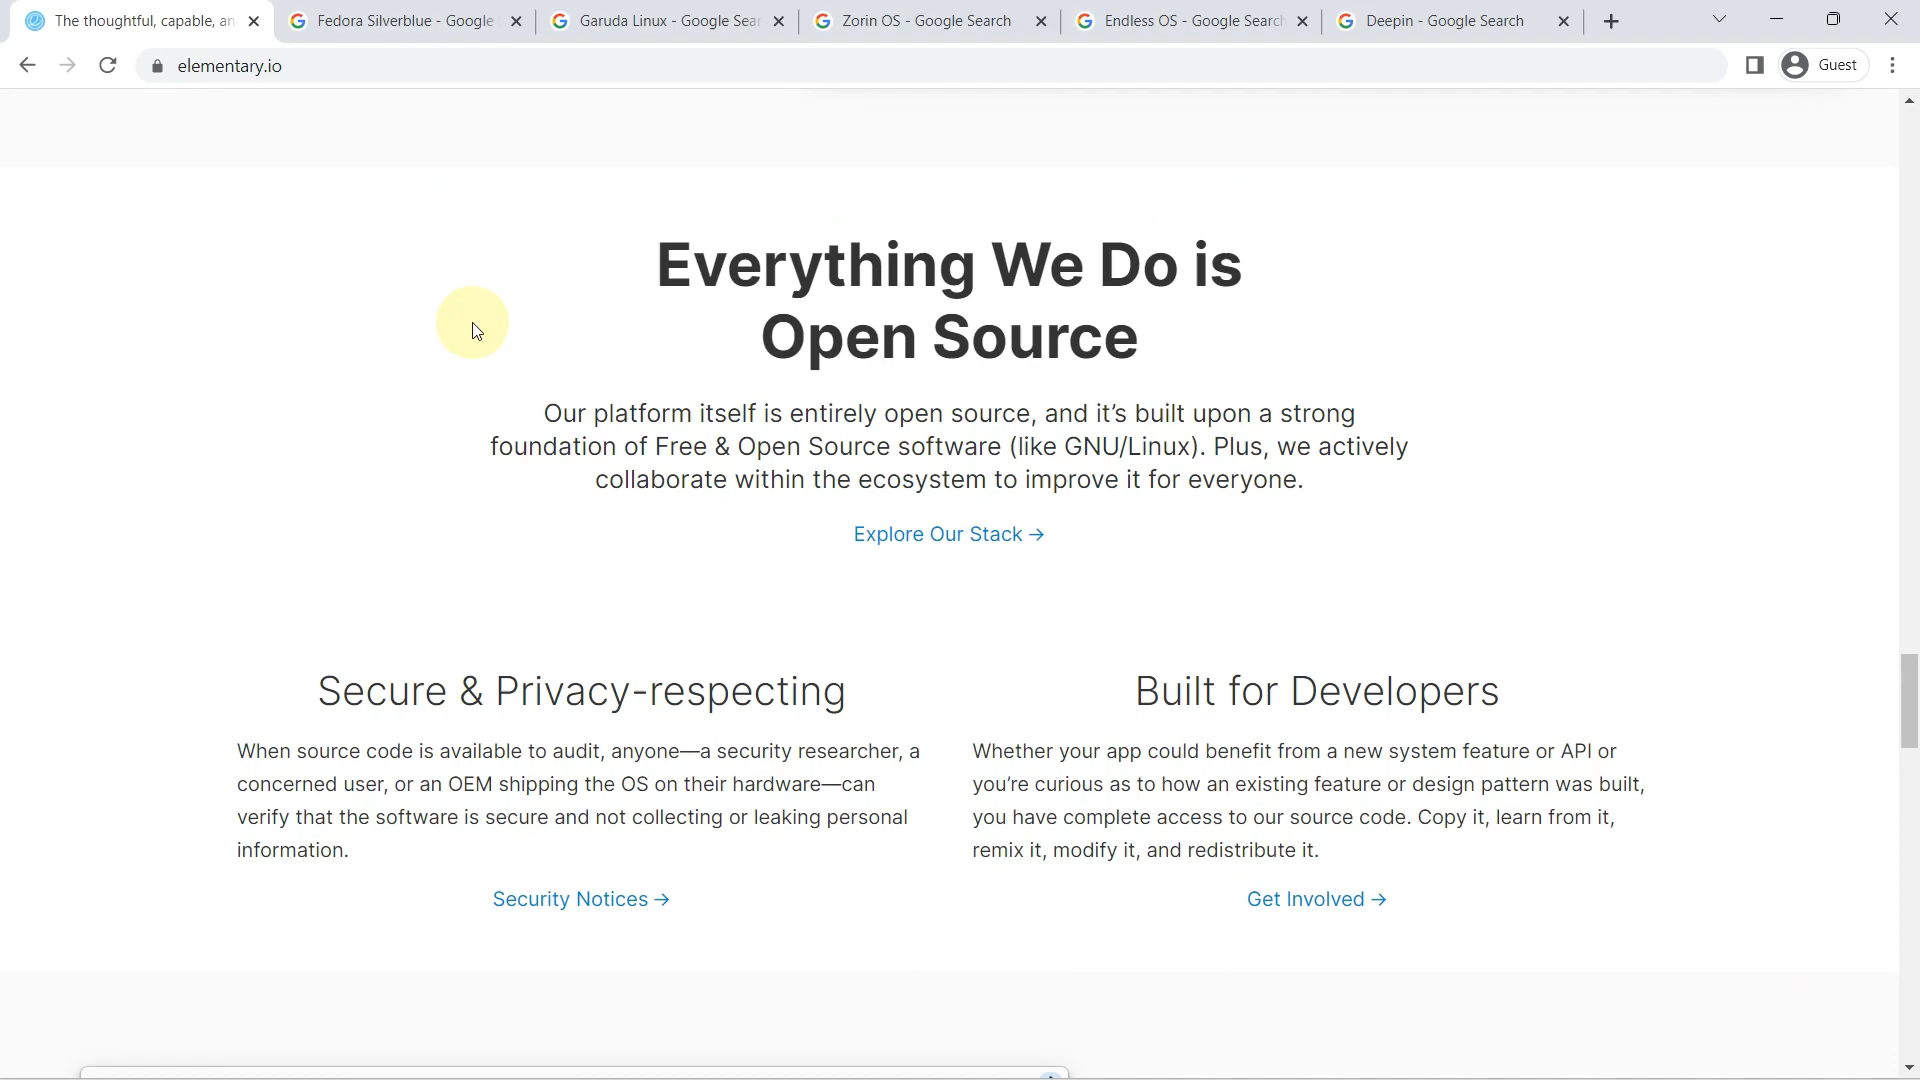 The thoughtful, capable, an
Fedora Silverblue - Google
Garuda Linux - Google Sear
Zorin OS - Google Search
Endless OS - Google Search
Deepin - Google Search
elementary.io
Guest
Everything We Do is
Open Source
Our platform itself is entirely open source, and it’s built upon a strong
foundation of Free & Open Source software (like GNU/Linux). Plus, we actively
collaborate within the ecosystem to improve it for everyone.
Explore Our Stack →
Secure & Privacy-respecting
When source code is available to audit, anyone—a security researcher, a
concerned user, or an OEM shipping the OS on their hardware—can
verify that the software is secure and not collecting or leaking personal
information.
Security Notices →
Built for Developers
Whether your app could benefit from a new system feature or API or
you’re curious as to how an existing feature or design pattern was built,
you have complete access to our source code. Copy it, learn from it,
remix it, modify it, and redistribute it.
Get Involved →